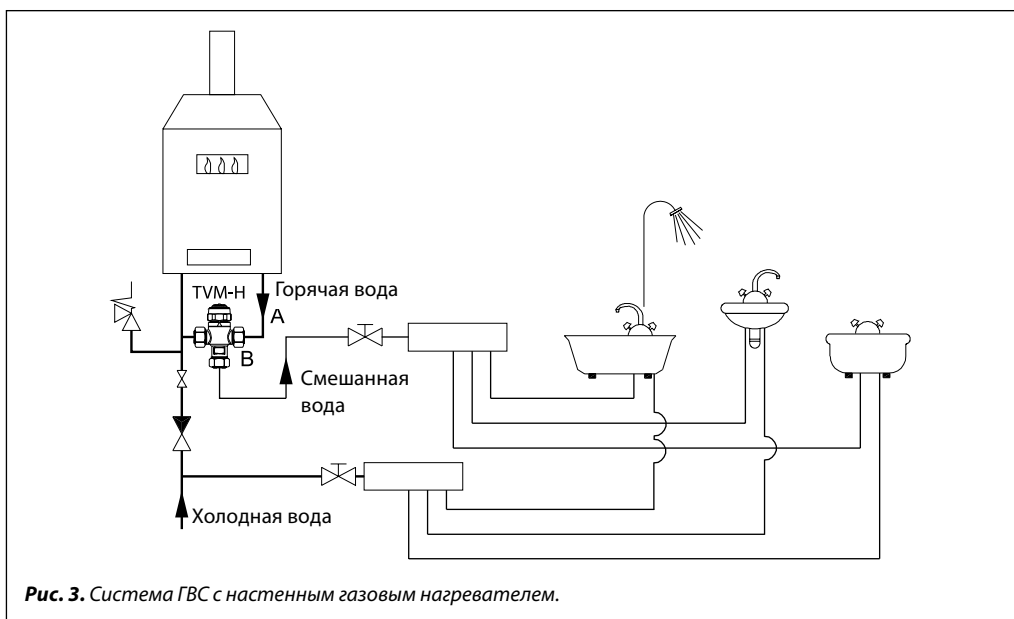 TVM-H
Горячая вода
A
B
Смешанная
вода
Холодная вода
Рис. 3. Система ГВС с настенным газовым нагревателем.